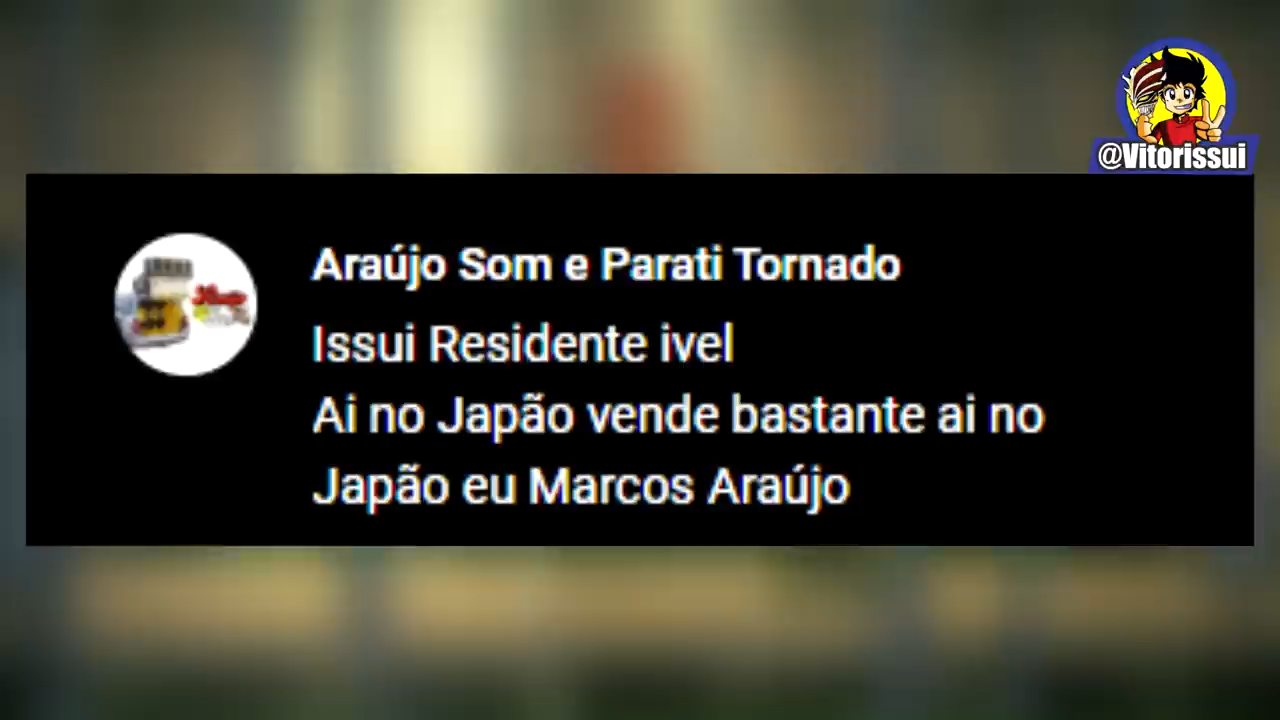 @Vitorissui
Araújo Som e Parati Tornado
Issui Residente ivel
Ai no Japão vende bastante ai no
Japão eu Marcos Araújo